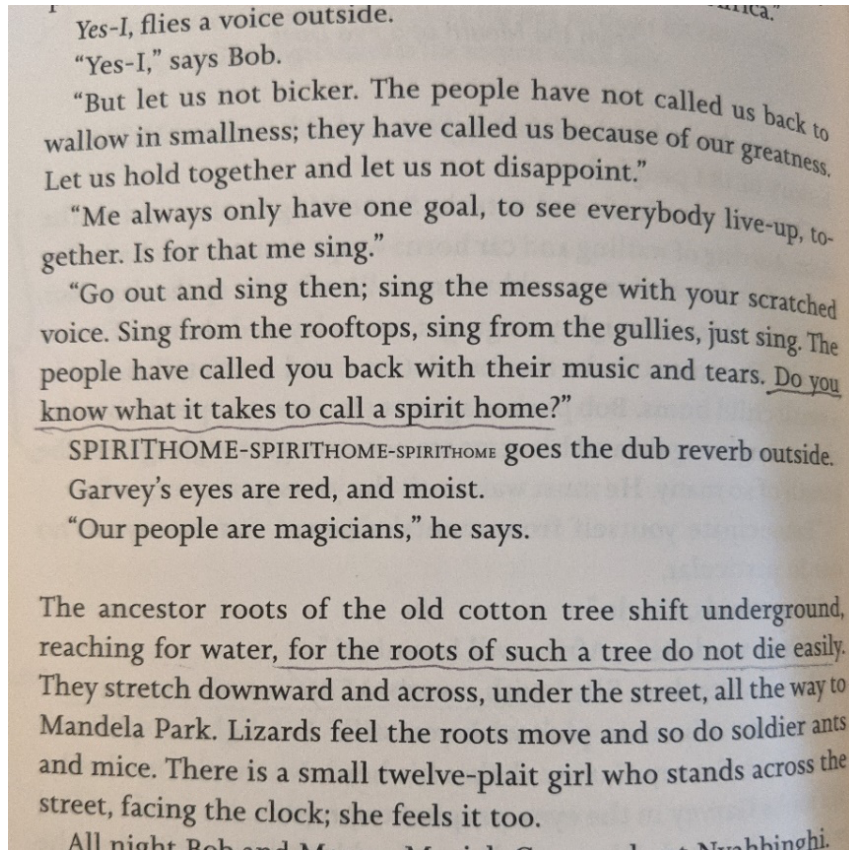 Yes-I, flies a voice outside.
“Yes-I,” says Bob.
“But let us not bicker. The people have not called us back to
wallow in smallness; they have called us because of our greatness.
Let us hold together and let us not disappoint.”
“Me always only have one goal, to see everybody live-up, to-
gether. Is for that me sing.”
“Go out and sing then; sing the message with your scratched
voice. Sing from the rooftops, sing from the gullies, just sing. The
people have called you back with their music and tears. Do you
know what it takes to call a spirit home?”
SPIRITHOME-SPIRITHOME-SPIRITHOME goes the dub reverb outside.
Garvey’s eyes are red, and moist.
“Our people are magicians,” he says.
The ancestor roots of the old cotton tree shift underground,
reaching for water, for the roots of such a tree do not die easily.
They stretch downward and across, under the street, all the way to
Mandela Park. Lizards feel the roots move and so do soldier ants
and mice. There is a small twelve-plait girl who stands across the
street, facing the clock; she feels it too.
All night Bob and